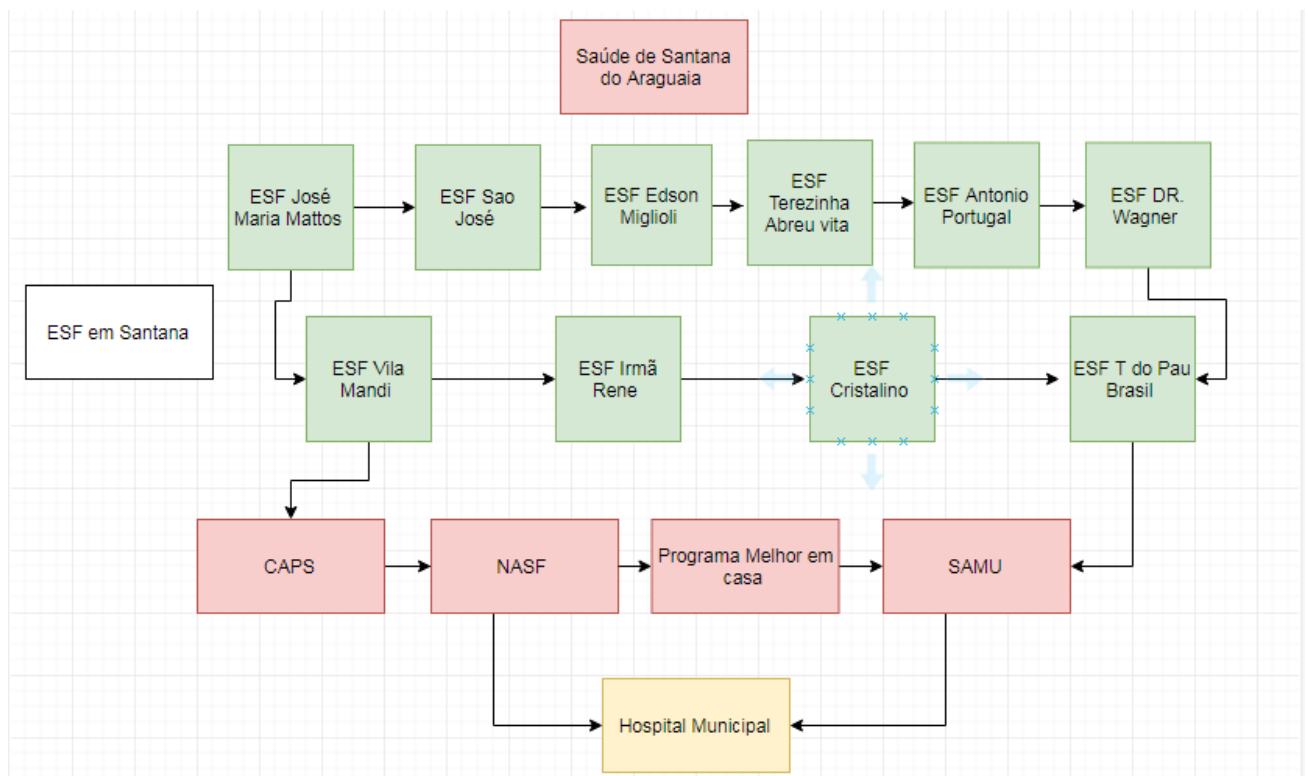 Saúde de Santana
do Araguaia
ESF José
Maria Mattos
ESF Sao
José
ESF Edson
Miglioli
ESF
Terezinha
Abreu vita
ESF Antonio
Portugal
ESF DR.
Wagner
ESF em Santana
ESF Vila
Mandi
ESF Irmã
Rene
ESF
Cristalino
ESF T do Pau
Brasil
CAPS
NASF
Programa Melhor em
casa
SAMU
Hospital Municipal